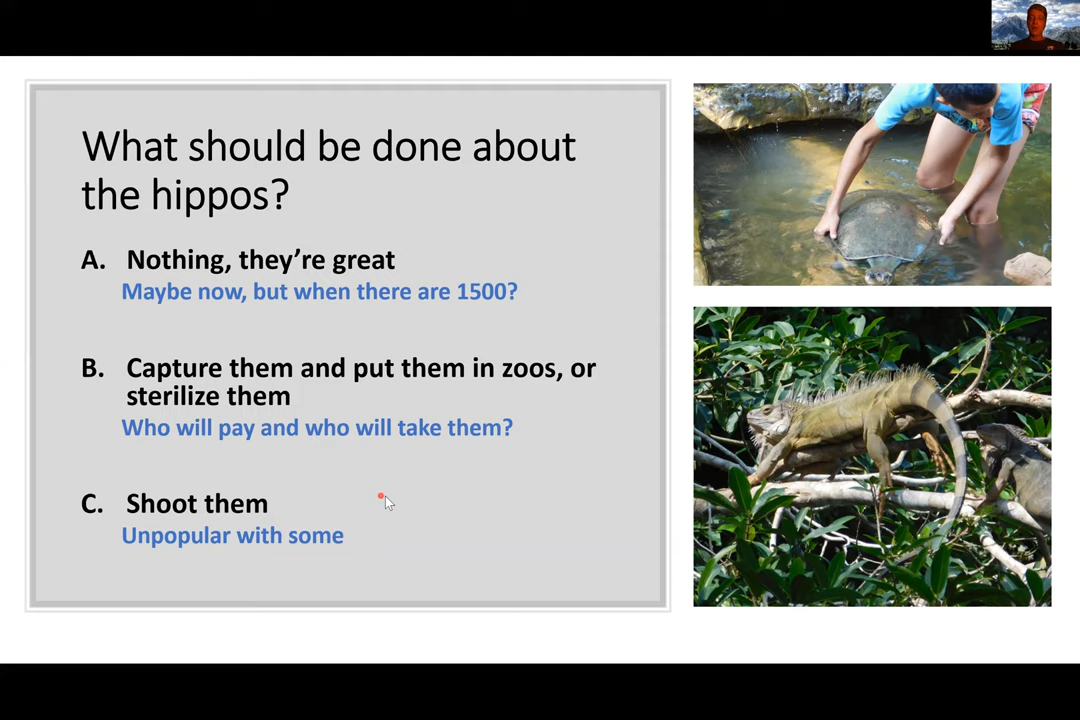 What should be done about
the hippos?
A. Nothing, they're great
Maybe now, but when there are 1500?
B. Capture them and put them in zoos, or
sterilize them
Who will pay and who will take them?
C. Shoot them
Unpopular with some